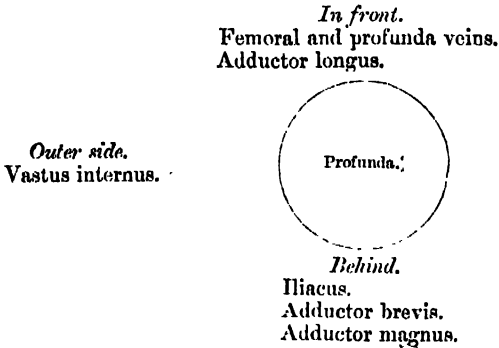 In front.
Femoral and profunda veins.
Adductor longus.
Outer side.
Vastus internus.
Profunda.
Behind.
Iliacus.
Adductor brevis.
Adductor magnus.